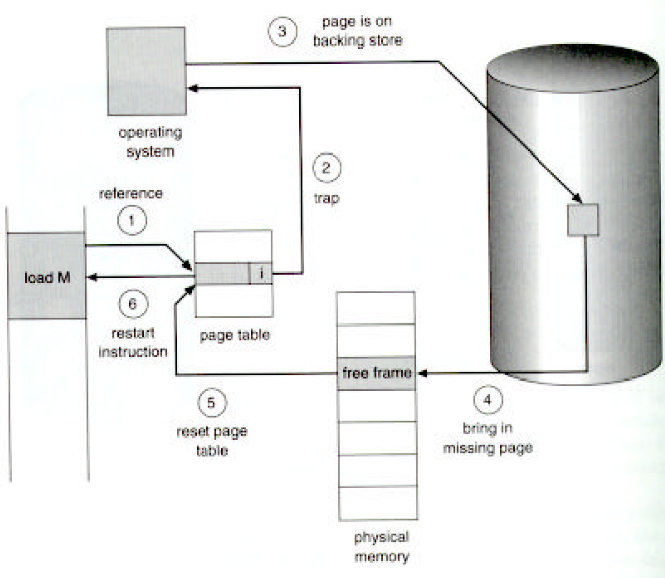 3
page is on
backing store
operating
system
2
trap
reference
1
load M
i
6
restart
instruction
page table
free frame
5
reset page
table
4
bring in
missing page
physical
memory